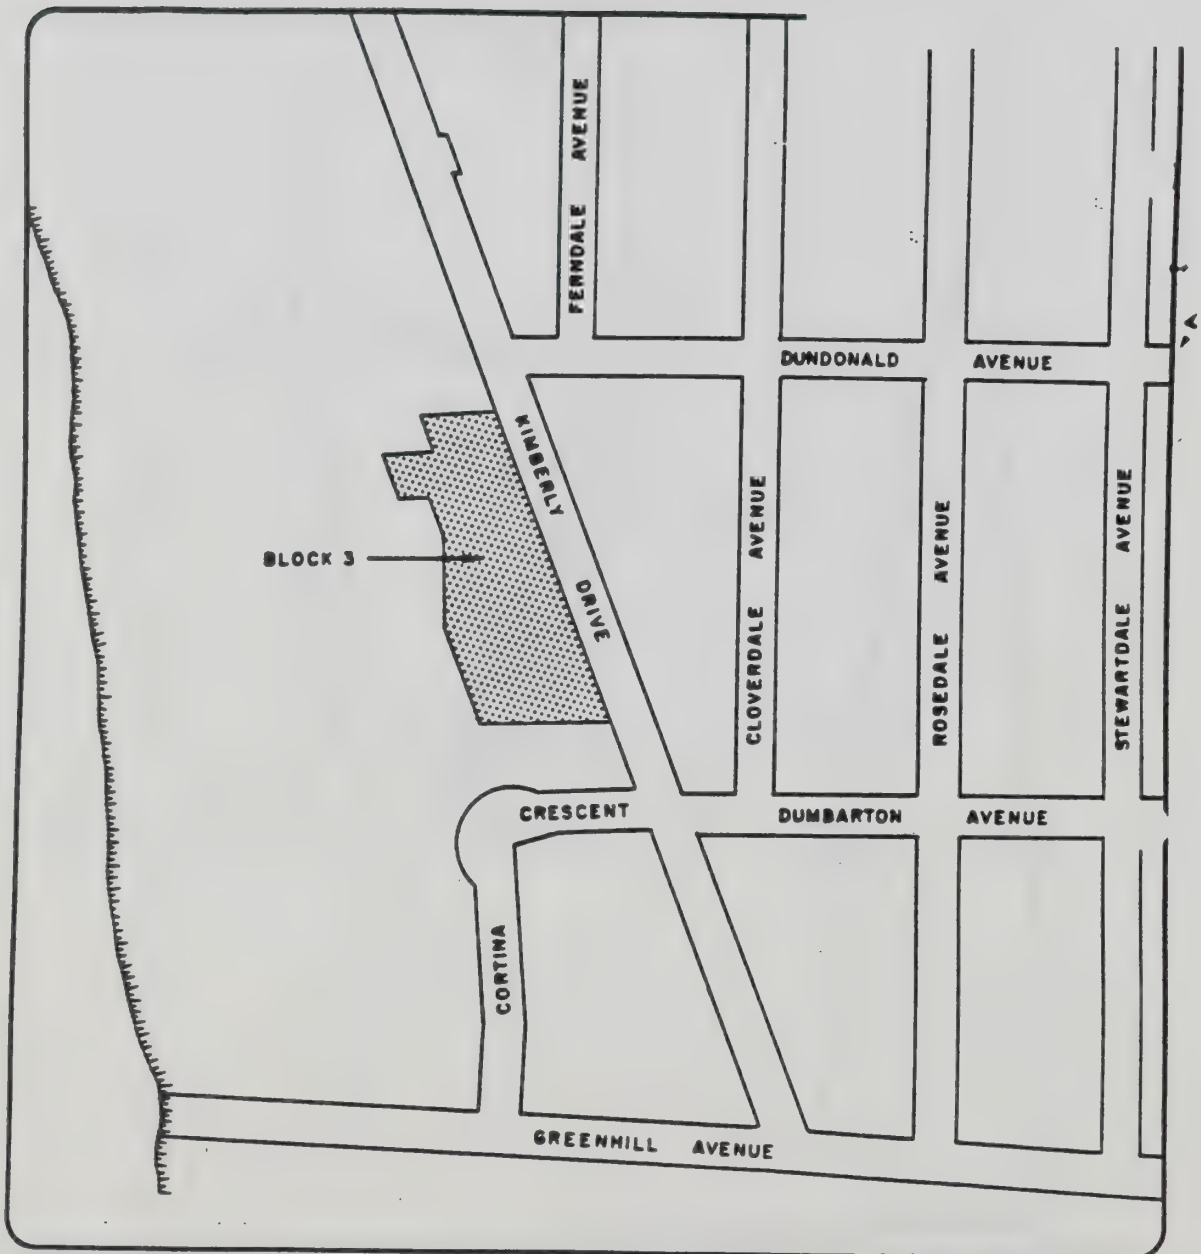 FERNDALE AVENUE
DUNDONALD AVENUE
KIMBERLY DRIVE
BLOCK 3
CLOVERDALE AVENUE
ROSEDALE AVENUE
STEWARTDALE AVENUE
CRESCENT
DUMBARTON AVENUE
CORTINA
GREENHILL AVENUE